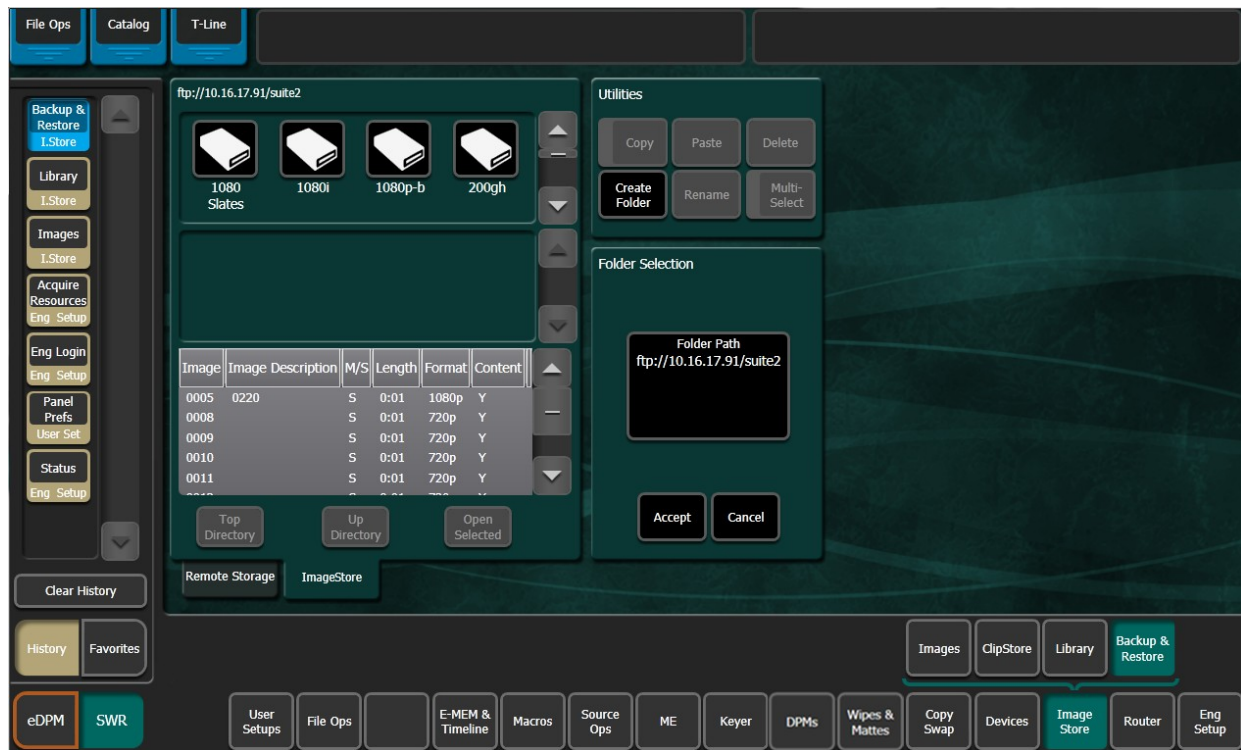 File Ops
Catalog
T-Line
Backup &
Restore
I.Store
Library
I.Store
Images
I.Store
Acquire
Resources
Eng Setup
Eng Login
Eng Setup
Panel
Prefs
User Set
Status
Eng Setup
Clear History
History
Favorites
ftp://10.16.17.91/suite2
1080
Slates
1080i
1080p-b
200gh
Image Image Description M/S Length Format Content
0005 0220 S 0:01 1080p Y
0008 S 0:01 720p Y
0009 S 0:01 720p Y
0010 S 0:01 720p Y
0011 S 0:01 720p Y
Top
Directory
Up
Directory
Open
Selected
Remote Storage
ImageStore
Utilities
Copy
Paste
Delete
Create
Folder
Rename
Multi-
Select
Folder Selection
Folder Path
ftp://10.16.17.91/suite2
Accept
Cancel
Images
ClipStore
Library
Backup &
Restore
eDPM
SWR
User
Setups
File Ops
E-MEM &
Timeline
Macros
Source
Ops
ME
Keyer
DPMs
Wipes &
Mattes
Copy
Swap
Devices
Image
Store
Router
Eng
Setup